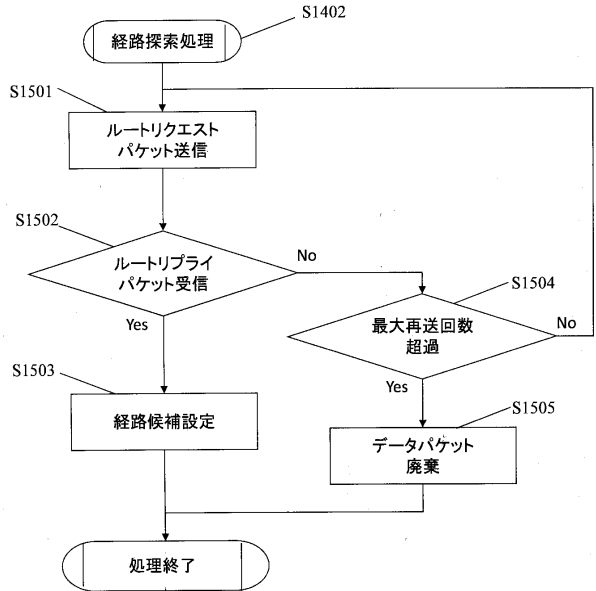 S1402
経路探索処理
S1501
ルートリクエスト
パケット送信
S1502
ルートリプライ
パケット受信
No
Yes
S1504
最大再送回数
超過
No
Yes
S1503
経路候補設定
S1505
データパケット
廃棄
処理終了